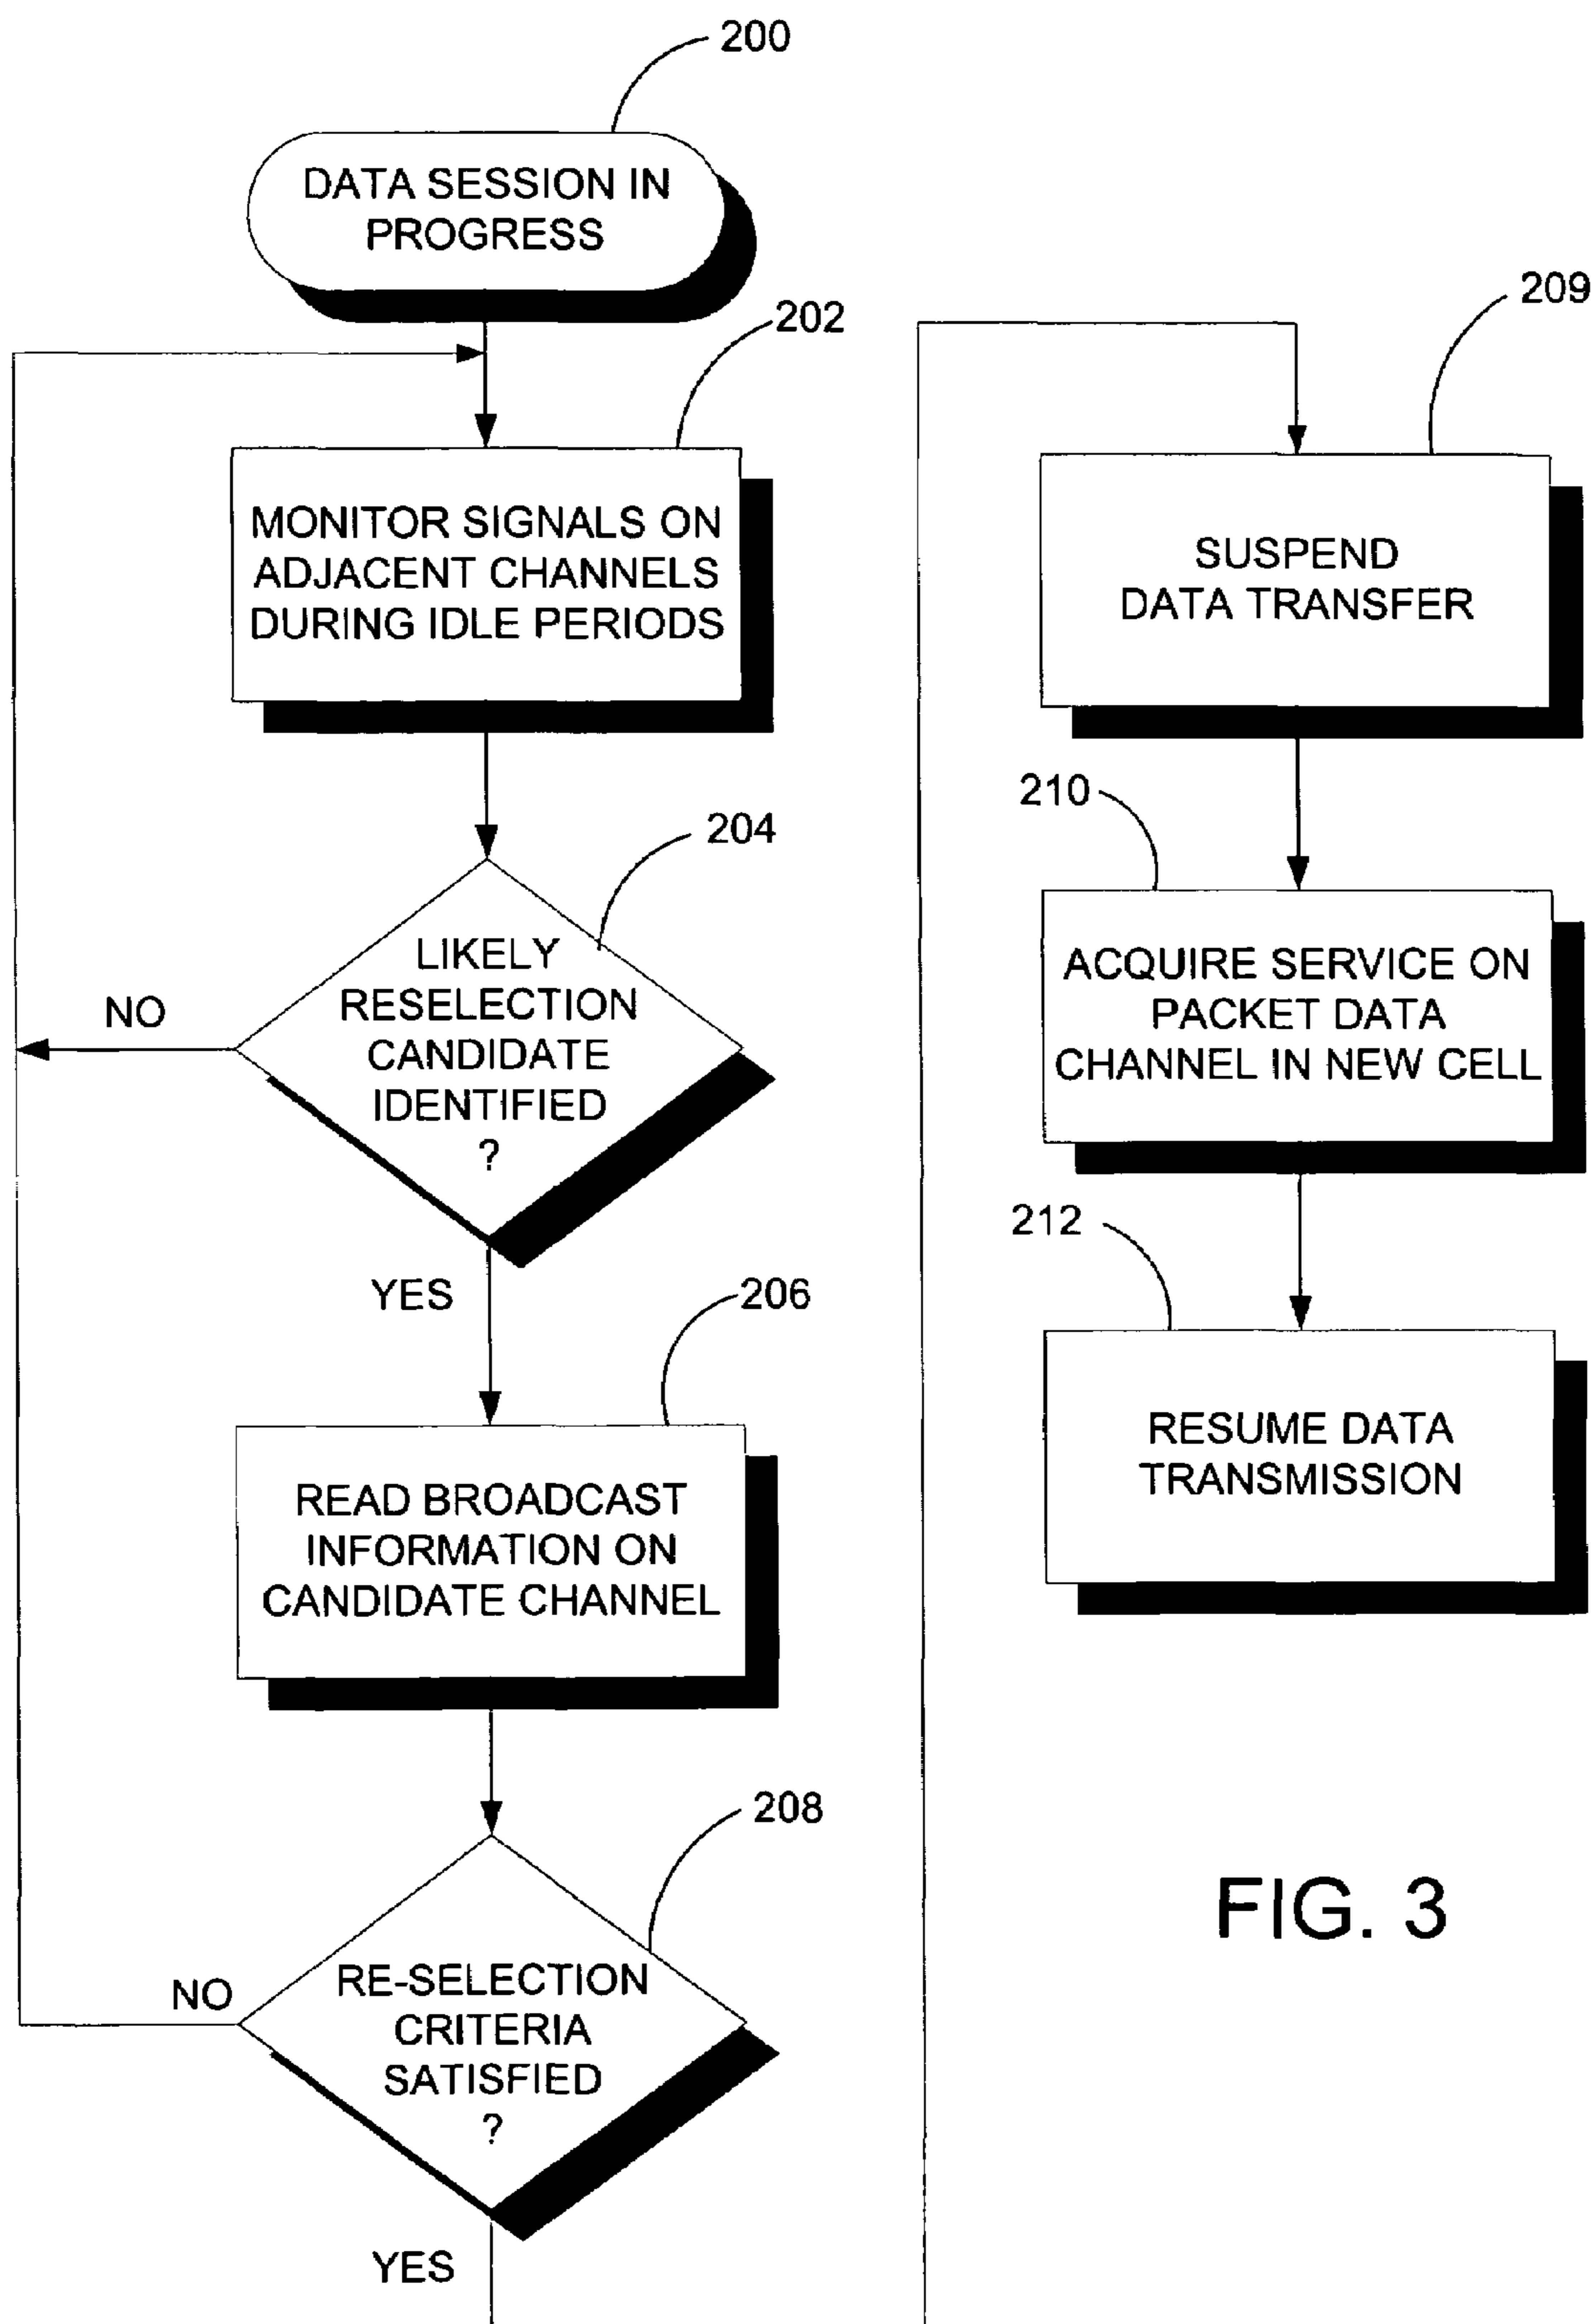 200
DATA SESSION IN
PROGRESS
202
MONITOR SIGNALS ON
ADJACENT CHANNELS
DURING IDLE PERIODS
204
LIKELY
RESELECTION
CANDIDATE
IDENTIFIED
?
NO
YES
206
READ BROADCAST
INFORMATION ON
CANDIDATE CHANNEL
208
RE-SELECTION
CRITERIA
SATISFIED
?
NO
YES
209
SUSPEND
DATA TRANSFER
210
ACQUIRE SERVICE ON
PACKET DATA
CHANNEL IN NEW CELL
212
RESUME DATA
TRANSMISSION
FIG. 3